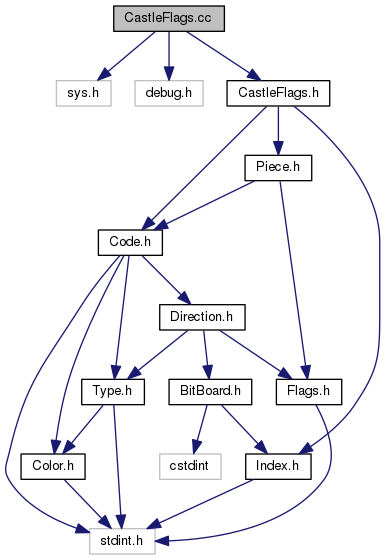 CastleFlags.cc
sys.h
debug.h
CastleFlags.h
Piece.h
Code.h
Direction.h
Type.h
BitBoard.h
Flags.h
Color.h
cstdint
Index.h
stdint.h